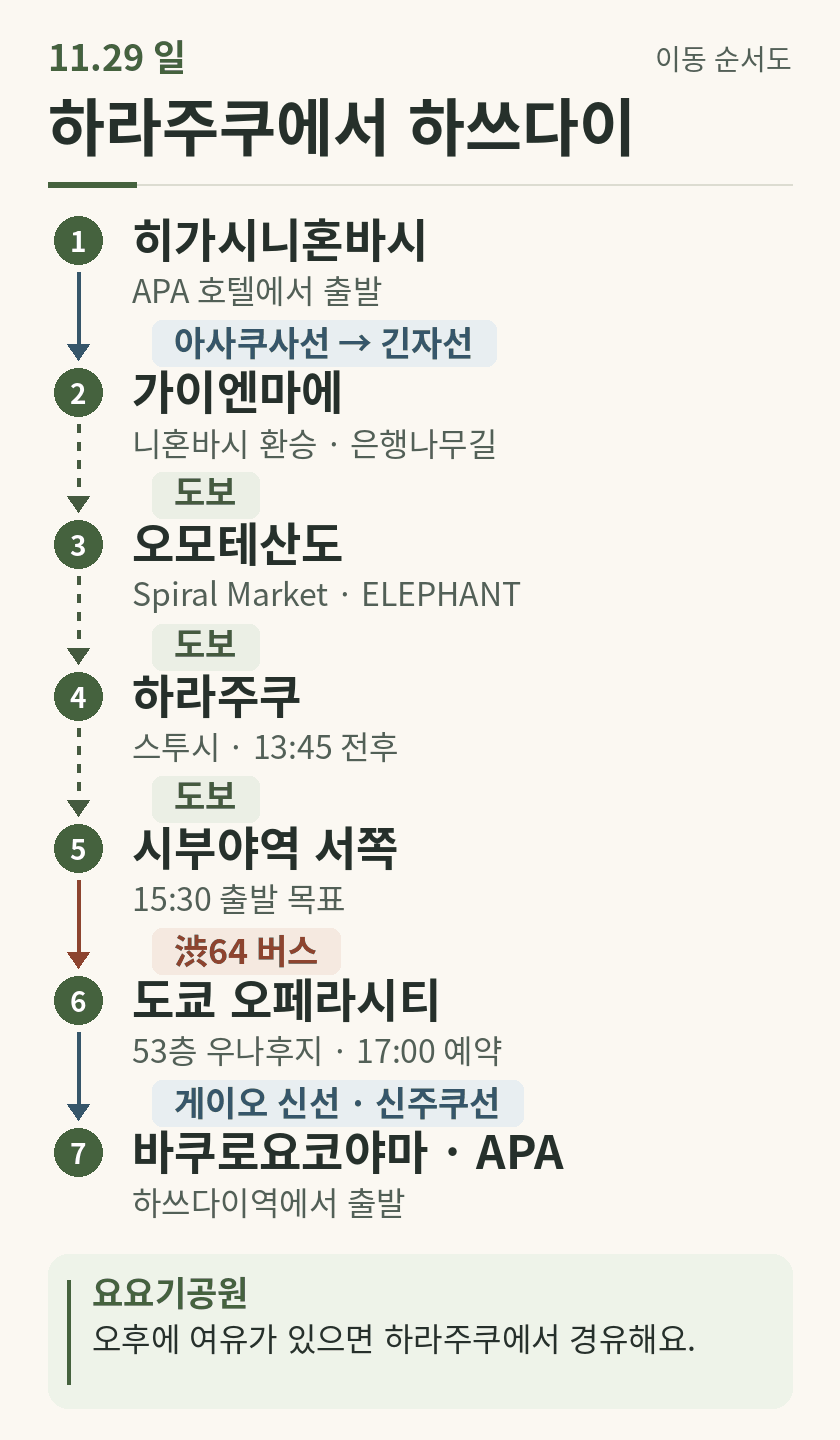 11.29 일
이동 순서도
하라주쿠에서 하쓰다이
1
히가시니혼바시
APA 호텔에서 출발
아사쿠사선 → 긴자선
2
가이엔마에
니혼바시 환승 · 은행나무길
도보
3
오모테산도
Spiral Market · ELEPHANT
도보
4
하라주쿠
스투시 · 13:45 전후
도보
5
시부야역 서쪽
15:30 출발 목표
渋64 버스
6
도쿄 오페라시티
53층 우나후지 · 17:00 예약
게이오 신선 · 신주쿠선
7
바쿠로요코야마 · APA
하쓰다이역에서 출발
요요기공원
오후에 여유가 있으면 하라주쿠에서 경유해요.